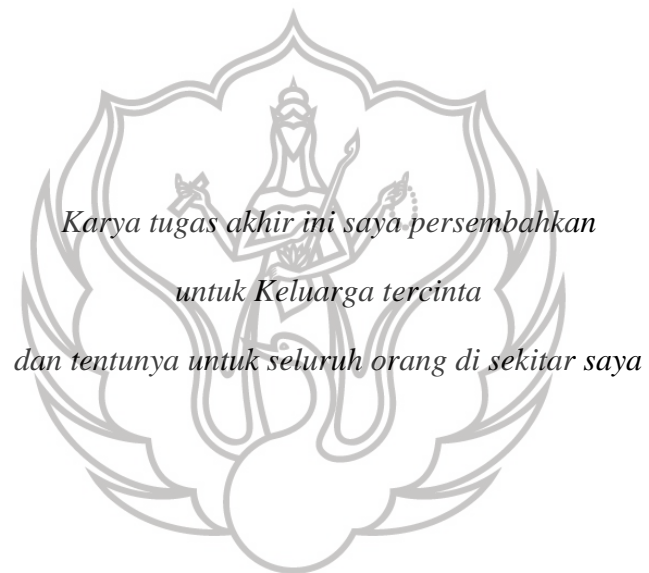 Karya tugas akhir ini saya persembahkan
untuk Keluarga tercinta
dan tentunya untuk seluruh orang di sekitar saya